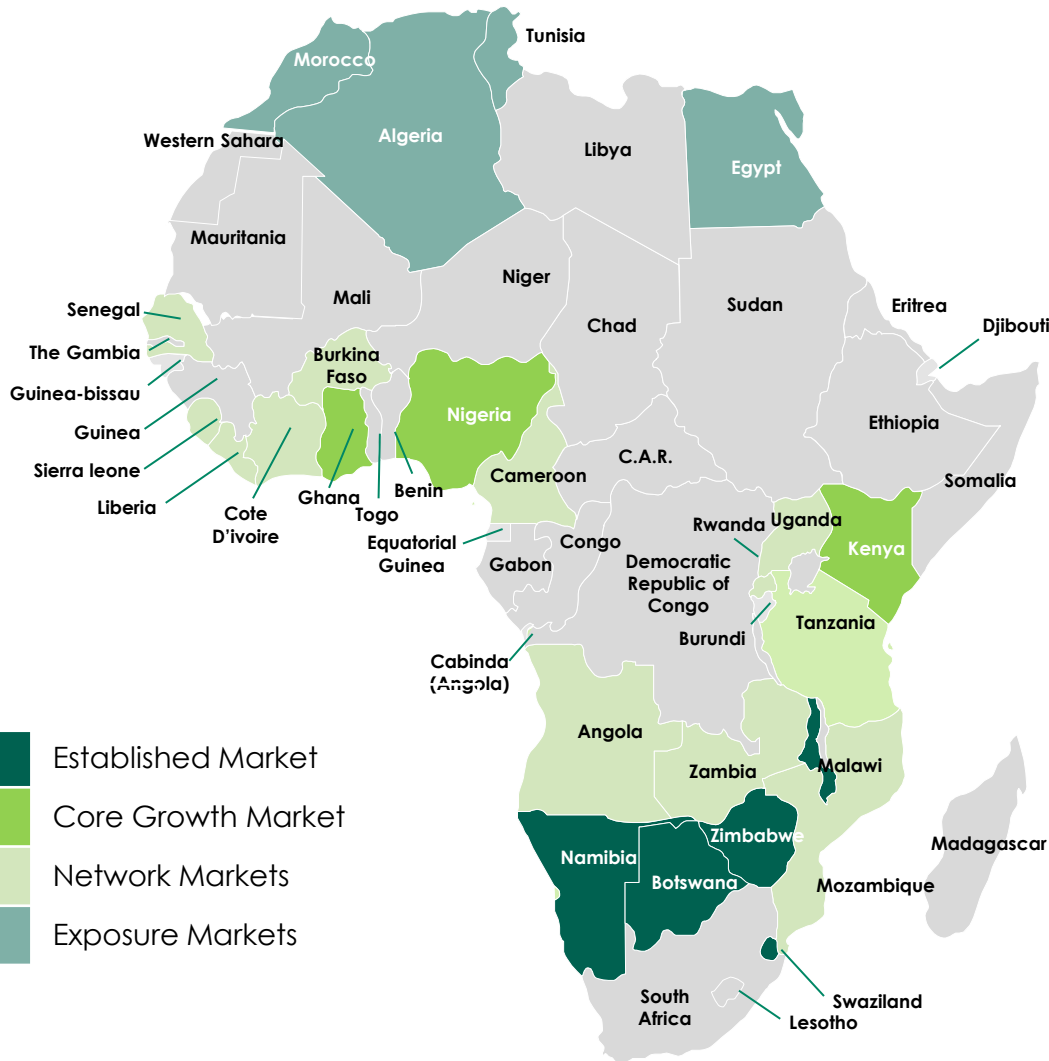 Tunisia
Morocco
Algeria
Western Sahara
Libya
Egypt
Mauritania
Mali
Niger
Chad
Sudan
Eritrea
Djibouti
Senegal
The Gambia
Guinea-bissau
Guinea
Sierra leone
Liberia
Burkina
Faso
Nigeria
Ethiopia
Somalia
C.A.R.
Cameroon
Cote
D'ivoire
Ghana
Togo
Benin
Equatorial
Guinea
Gabon
Congo
Democratic
Republic of
Congo
Rwanda
Uganda
Kenya
Burundi
Tanzania
Cabinda
(Angola)
Angola
Zambia
Malawi
Zimbabwe
Namibia
Botswana
Mozambique
Madagascar
Swaziland
Lesotho
South
Africa
Established Market
Core Growth Market
Network Markets
Exposure Markets